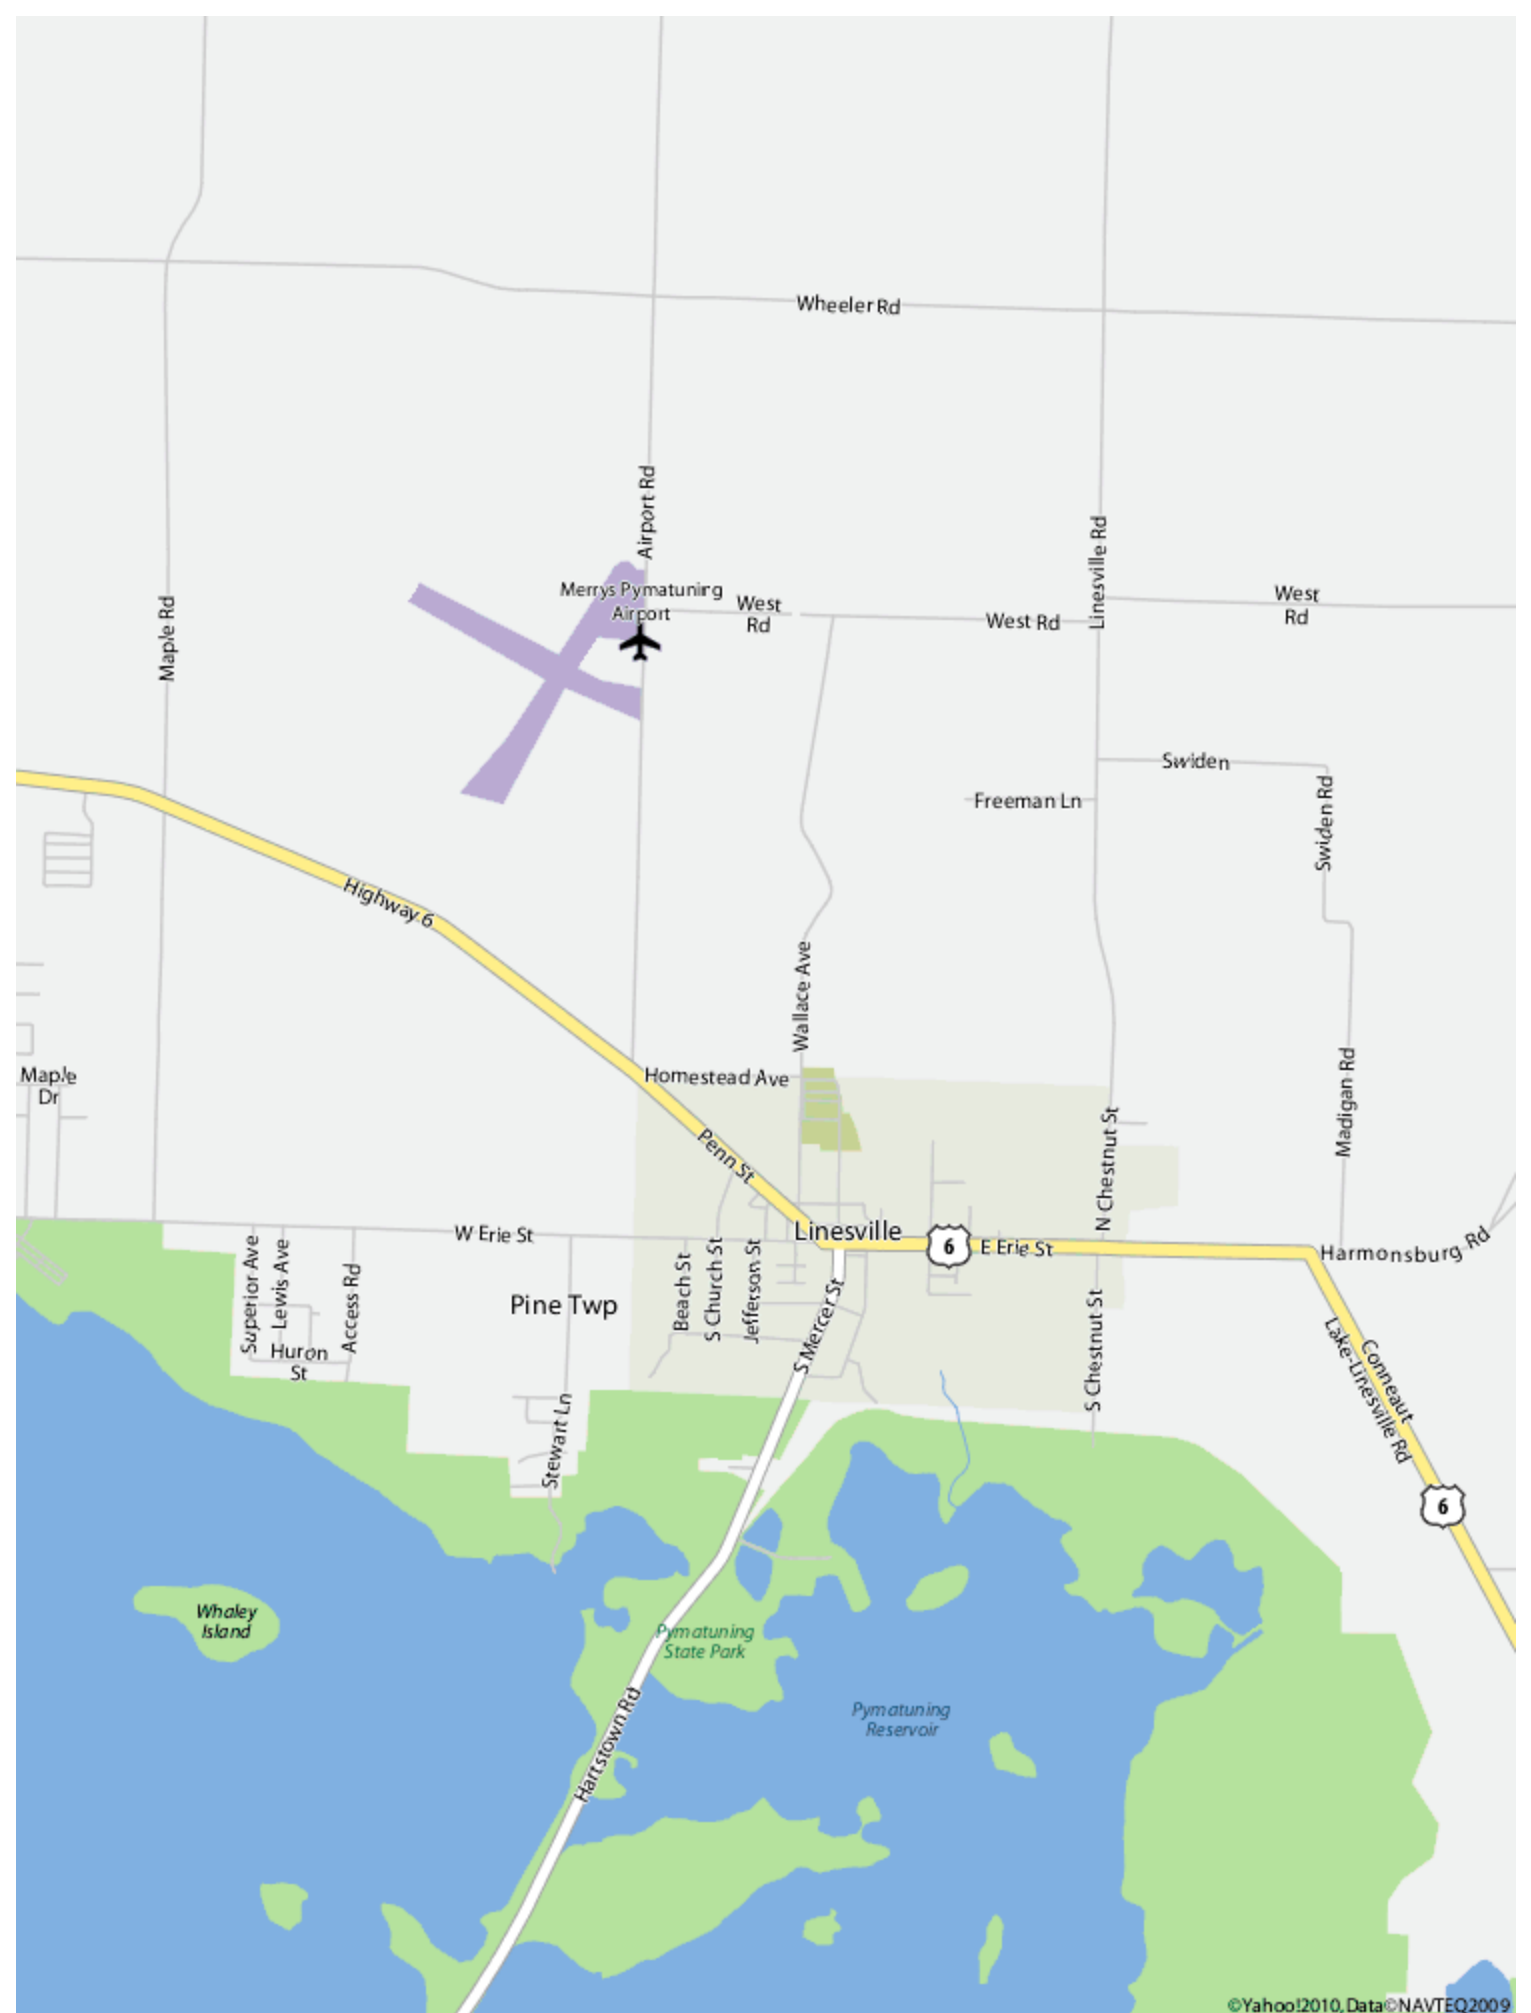 Wheeler Rd
Airport Rd
Linesville Rd
Merrys Pymatuning
Airport
West
Rd
West Rd
West
Rd
Maple Rd
Swiden
Swiden Rd
Freeman Ln
Highway 6
Wallace Ave
Homestead Ave
Maple
Dr
Madigan Rd
Penn St
N Chestnut St
W Erie St
Linesville
6
E Erie St
Harmonsburg Rd
Superior Ave
Lewis Ave
Access Rd
Huron
St
Pine Twp
Beach St
S Church St
Jefferson St
S Mercer St
S Chestnut St
Conneaut
Lake-Linesville Rd
Stewart Ln
6
Whaley
Island
Pymatuning
State Park
Hartstown Rd
Pymatuning
Reservoir
©Yahoo!2010, Data©NAVTEQ2009